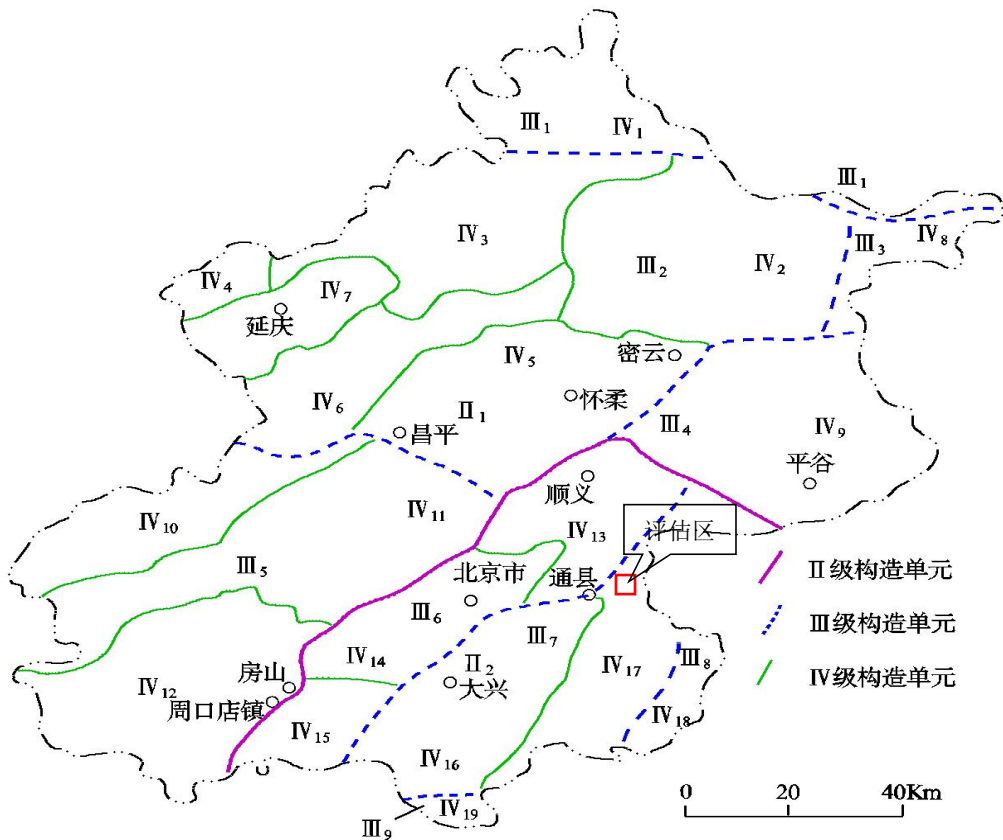 Ⅲ₁ Ⅳ₁
Ⅲ₁
Ⅳ₃ Ⅲ₂ Ⅳ₂ Ⅲ₃ Ⅳ₈
Ⅳ₄ Ⅳ₇
延庆
Ⅳ₅ 密云
Ⅳ₆ Ⅱ₁ 怀柔
昌平 Ⅲ₄ Ⅳ₉
平谷
顺义
Ⅳ₁₀ Ⅳ₁₁ Ⅳ₁₃ 评估区
Ⅲ₅ 北京市 通县
Ⅲ₆ Ⅲ₇
Ⅳ₁₄ Ⅱ₂ Ⅳ₁₇ Ⅲ₈
房山 大兴
Ⅳ₁₂ 周口店镇
Ⅳ₁₅ Ⅳ₁₈
Ⅳ₁₆
Ⅳ₁₉
Ⅲ₉
Ⅱ级构造单元
Ⅲ级构造单元
Ⅳ级构造单元
0 20 40Km